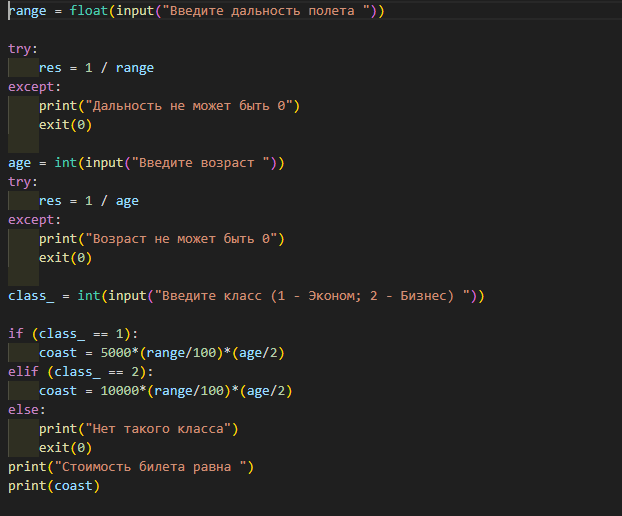 range = float(input("Введите дальность полета "))
try:
    res = 1 / range
except:
    print("Дальность не может быть 0")
    exit(0)
age = int(input("Введите возраст "))
try:
    res = 1 / age
except:
    print("Возраст не может быть 0")
    exit(0)
class_ = int(input("Введите класс (1 - Эконом; 2 - Бизнес) "))
if (class_ == 1):
    coast = 5000*(range/100)*(age/2)
elif (class_ == 2):
    coast = 10000*(range/100)*(age/2)
else:
    print("Нет такого класса")
    exit(0)
print("Стоимость билета равна ")
print(coast)